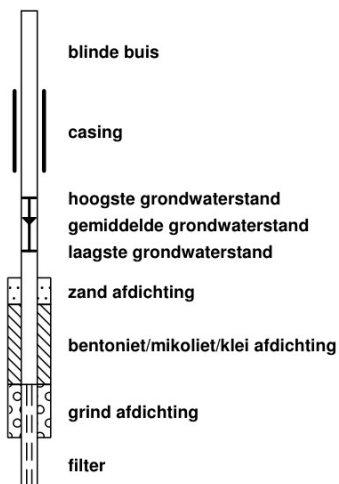 blinde buis
casing
hoogste grondwaterstand
gemiddelde grondwaterstand
laagste grondwaterstand
zand afdichting
bentoniet/mikoliet/klei afdichting
grind afdichting
filter